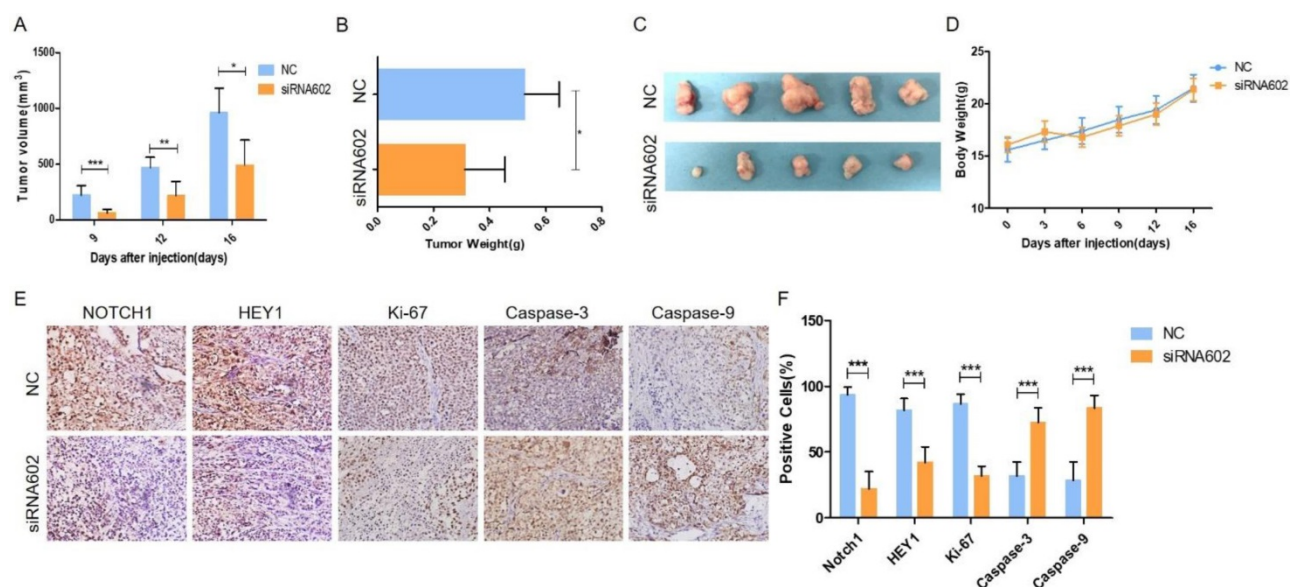 A
Tumor volume(mm³)
1500
1000
500
0
NC
siRNA602
***
**
*
9
12
16
Days after injection(days)
B
NC
siRNA602
*
0.0
0.2
0.4
0.6
0.8
Tumor Weight(g)
C
NC
siRNA602
D
Body Weight(g)
25
20
15
10
NC
siRNA602
0
3
6
9
12
16
Days after injection(days)
E
NOTCH1
HEY1
Ki-67
Caspase-3
Caspase-9
NC
siRNA602
F
Positive Cells(%)
150
100
50
0
NC
siRNA602
***
***
***
***
***
Notch1
HEY1
Ki-67
Caspase-3
Caspase-9